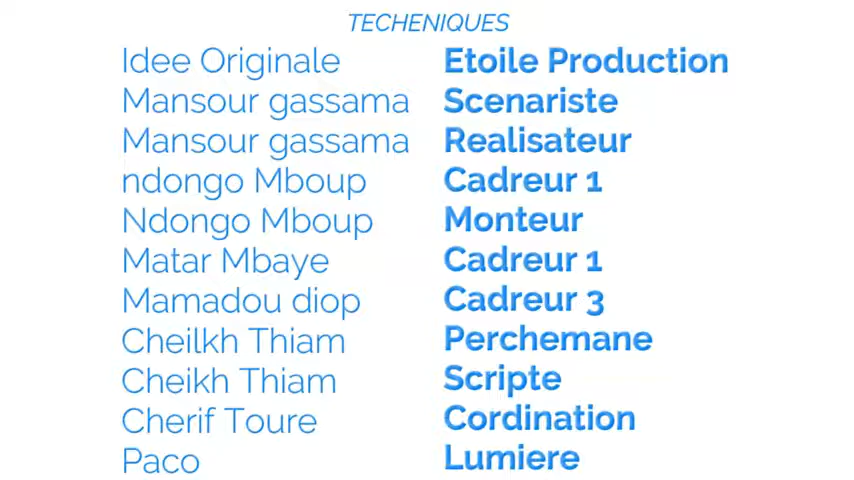 TECHENIQUES
Idee Originale Etoile Production
Mansour gassama Scenariste
Mansour gassama Realisateur
ndongo Mboup Cadreur 1
Ndongo Mboup Monteur
Matar Mbaye Cadreur 1
Mamadou diop Cadreur 3
Cheilkh Thiam Perchemane
Cheikh Thiam Scripte
Cherif Toure Cordination
Paco Lumiere